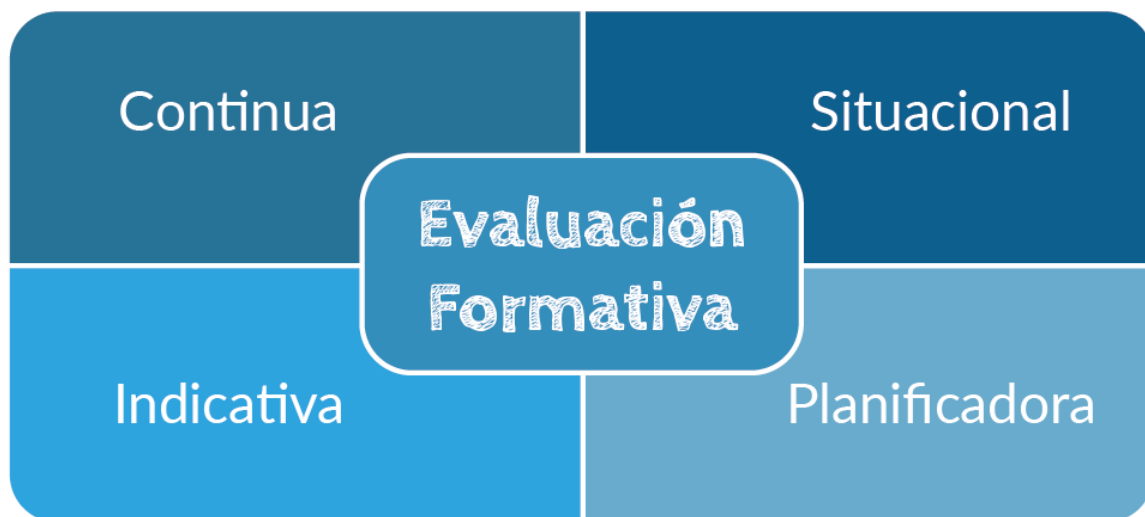 Continua
Situacional
Evaluación
Formativa
Indicativa
Planificadora